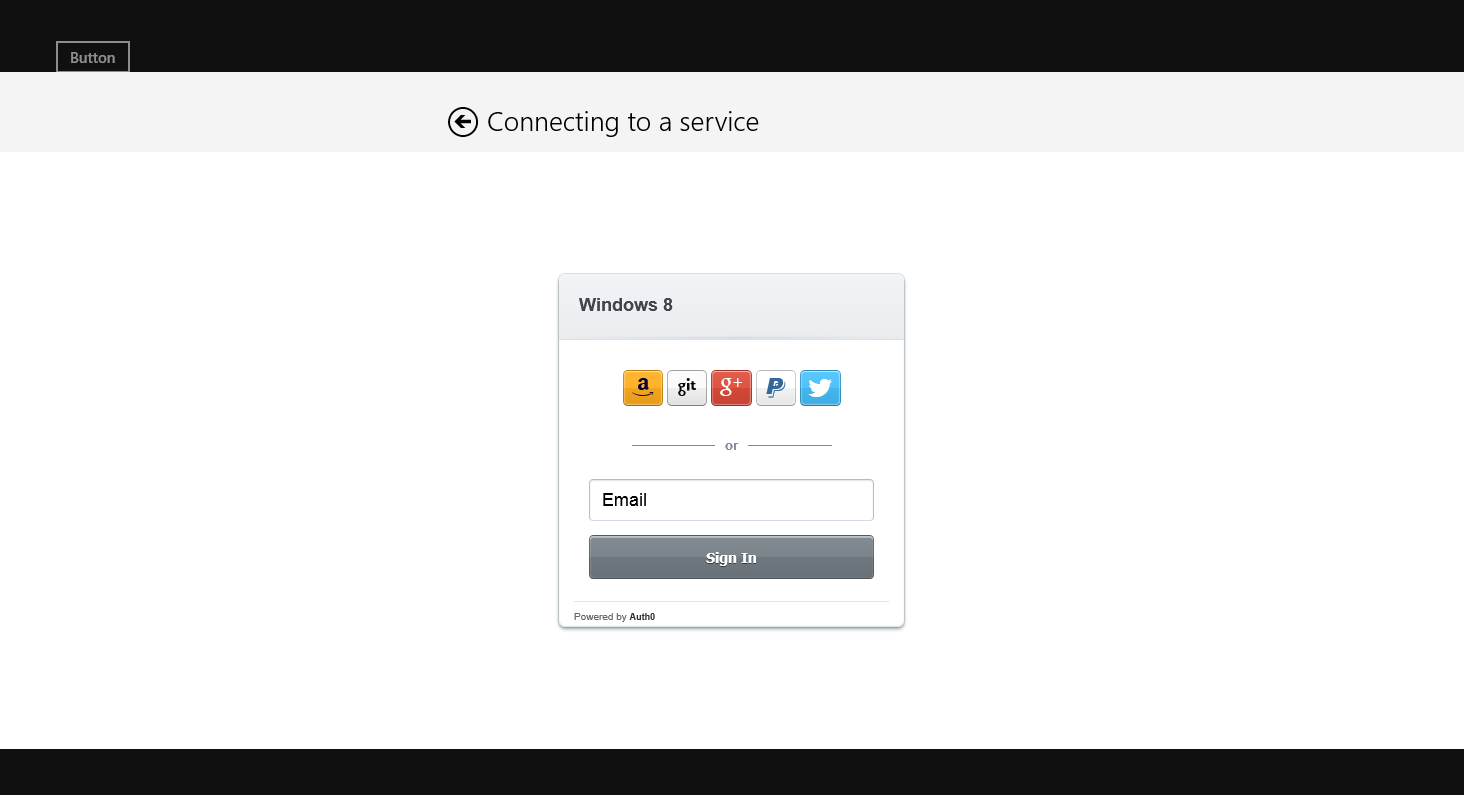 Button
Connecting to a service
Windows 8
a git g+ P
or
Email
Sign In
Powered by Auth0